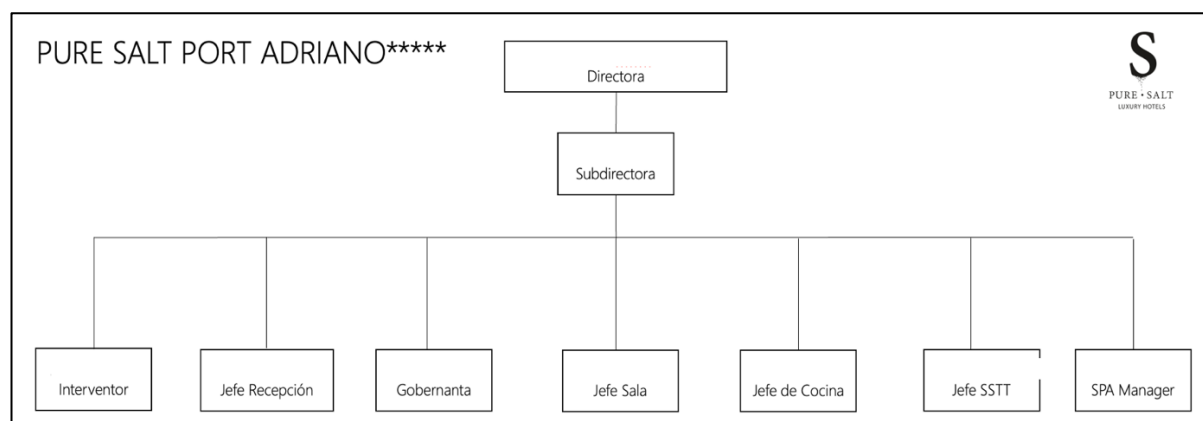 PURE SALT PORT ADRIANO*****
S
PURE • SALT
LUXURY HOTELS
Directora
Subdirectora
Interventor
Jefe Recepción
Gobernanta
Jefe Sala
Jefe de Cocina
Jefe SSTT
SPA Manager